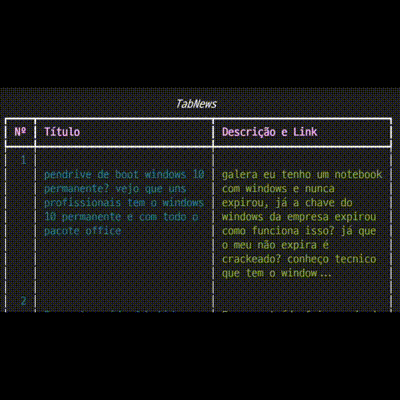 TabNews
Nº Título Descrição e Link
1
pendrive de boot windows 10 galera eu tenho um notebook
permanente? vejo que uns com windows e nunca
profissionais tem o windows expirou, já a chave do
10 permanente e com todo o windows da empresa expirou
pacote office como funciona isso? já que
o meu não expira é
crackeado? conheço tecnico
que tem o window...
2